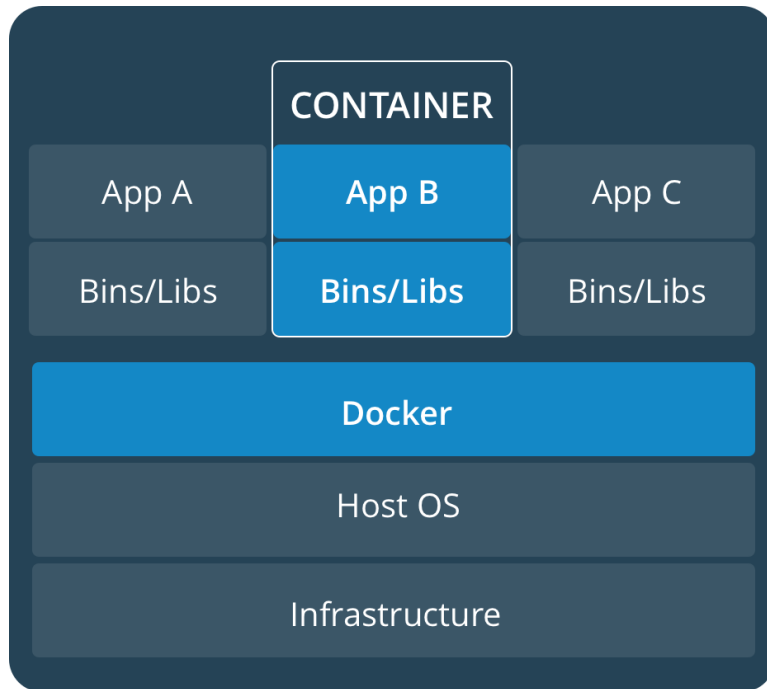 CONTAINER
App A App B App C
Bins/Libs Bins/Libs Bins/Libs
Docker
Host OS
Infrastructure